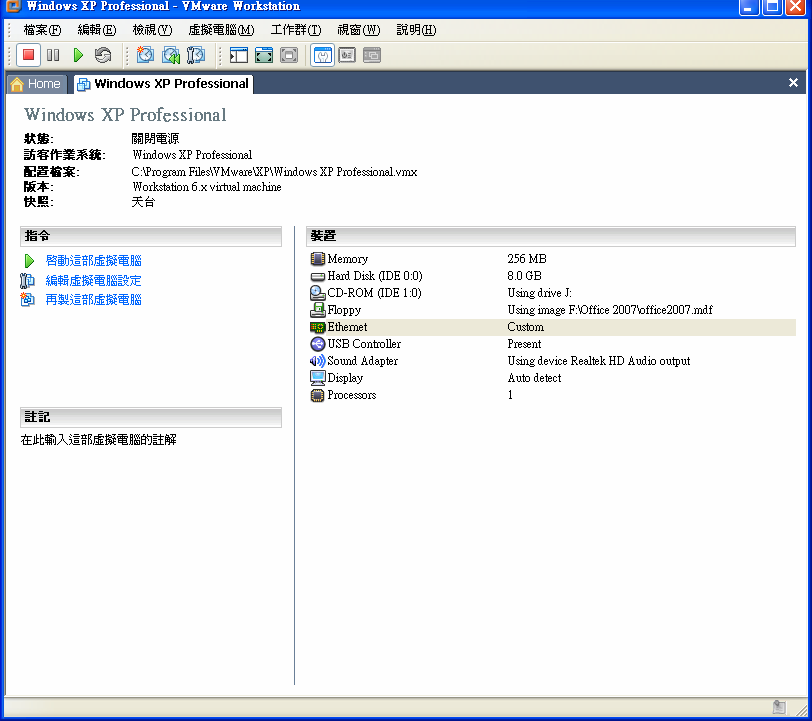 Windows XP Professional - VMware Workstation
檔案(F) 編輯(E) 檢視(V) 虛擬電腦(M) 工作群(T) 視窗(W) 說明(H)
Home Windows XP Professional
Windows XP Professional
狀態: 關閉電源
訪客作業系統: Windows XP Professional
配置檔案: C:\Program Files\VMware\XP\Windows XP Professional.vmx
版本: Workstation 6.x virtual machine
快照: 天台
指令
啓動這部虛擬電腦
編輯虛擬電腦設定
再製這部虛擬電腦
註記
在此輸入這部虛擬電腦的註解
裝置
Memory 256 MB
Hard Disk (IDE 0:0) 8.0 GB
CD-ROM (IDE 1:0) Using drive J:
Floppy Using image F:\Office 2007\office2007.mdf
Ethernet Custom
USB Controller Present
Sound Adapter Using device Realtek HD Audio output
Display Auto detect
Processors 1